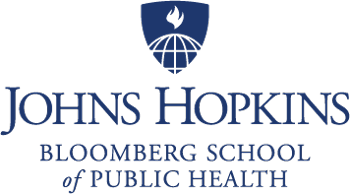 JOHNS HOPKINS
BLOOMBERG SCHOOL
of PUBLIC HEALTH